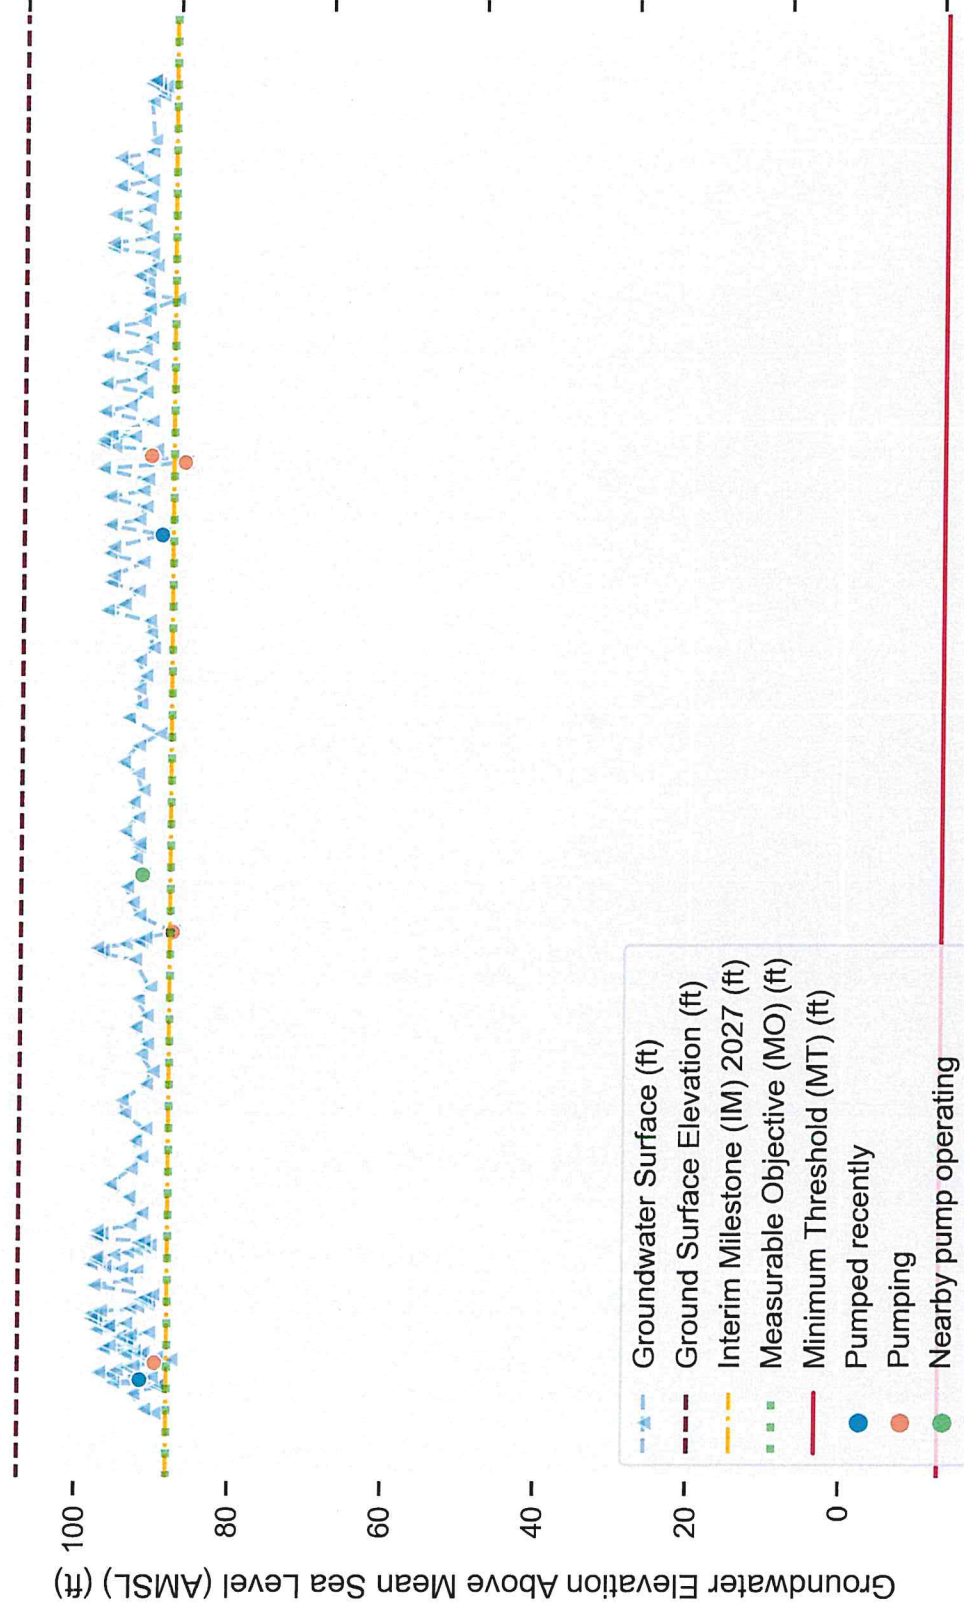 Groundwater Elevation Above Mean Sea Level (AMSL) (ft)
100
80
60
40
20
0
Groundwater Surface (ft)
Ground Surface Elevation (ft)
Interim Milestone (IM) 2027 (ft)
Measurable Objective (MO) (ft)
Minimum Threshold (MT) (ft)
Pumped recently
Pumping
Nearby pump operating